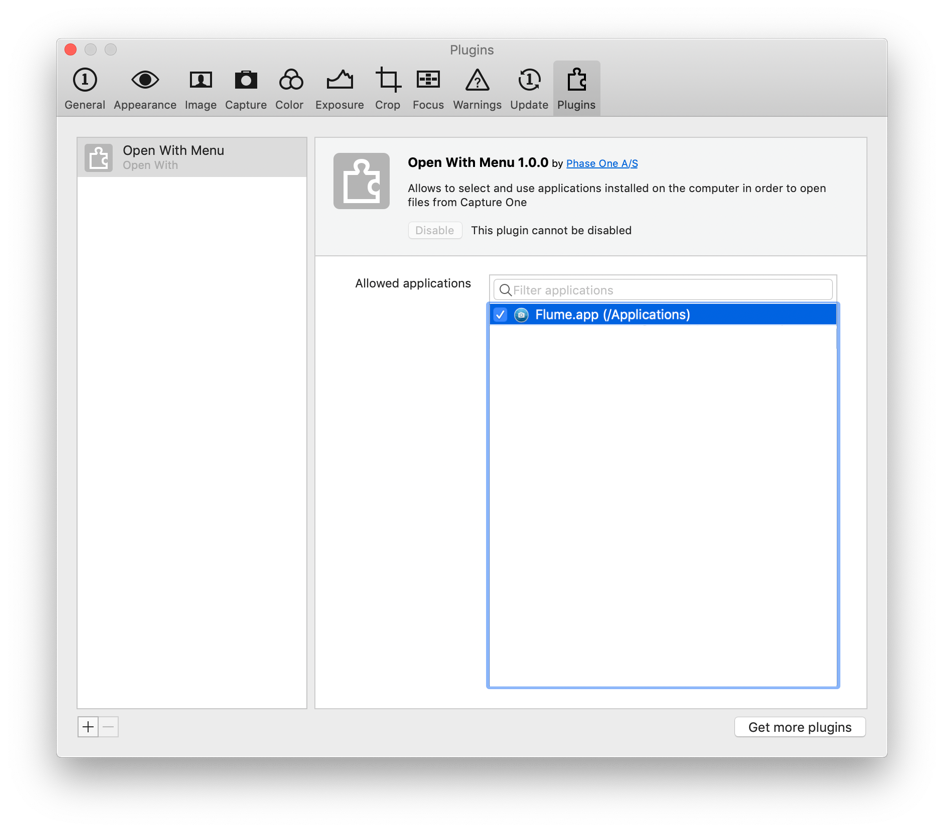 Plugins
General Appearance Image Capture Color Exposure Crop Focus Warnings Update Plugins
Open With Menu
Open With
Open With Menu 1.0.0 by Phase One A/S
Allows to select and use applications installed on the computer in order to open
files from Capture One
Disable This plugin cannot be disabled
Allowed applications
Filter applications
Flume.app (/Applications)
Get more plugins